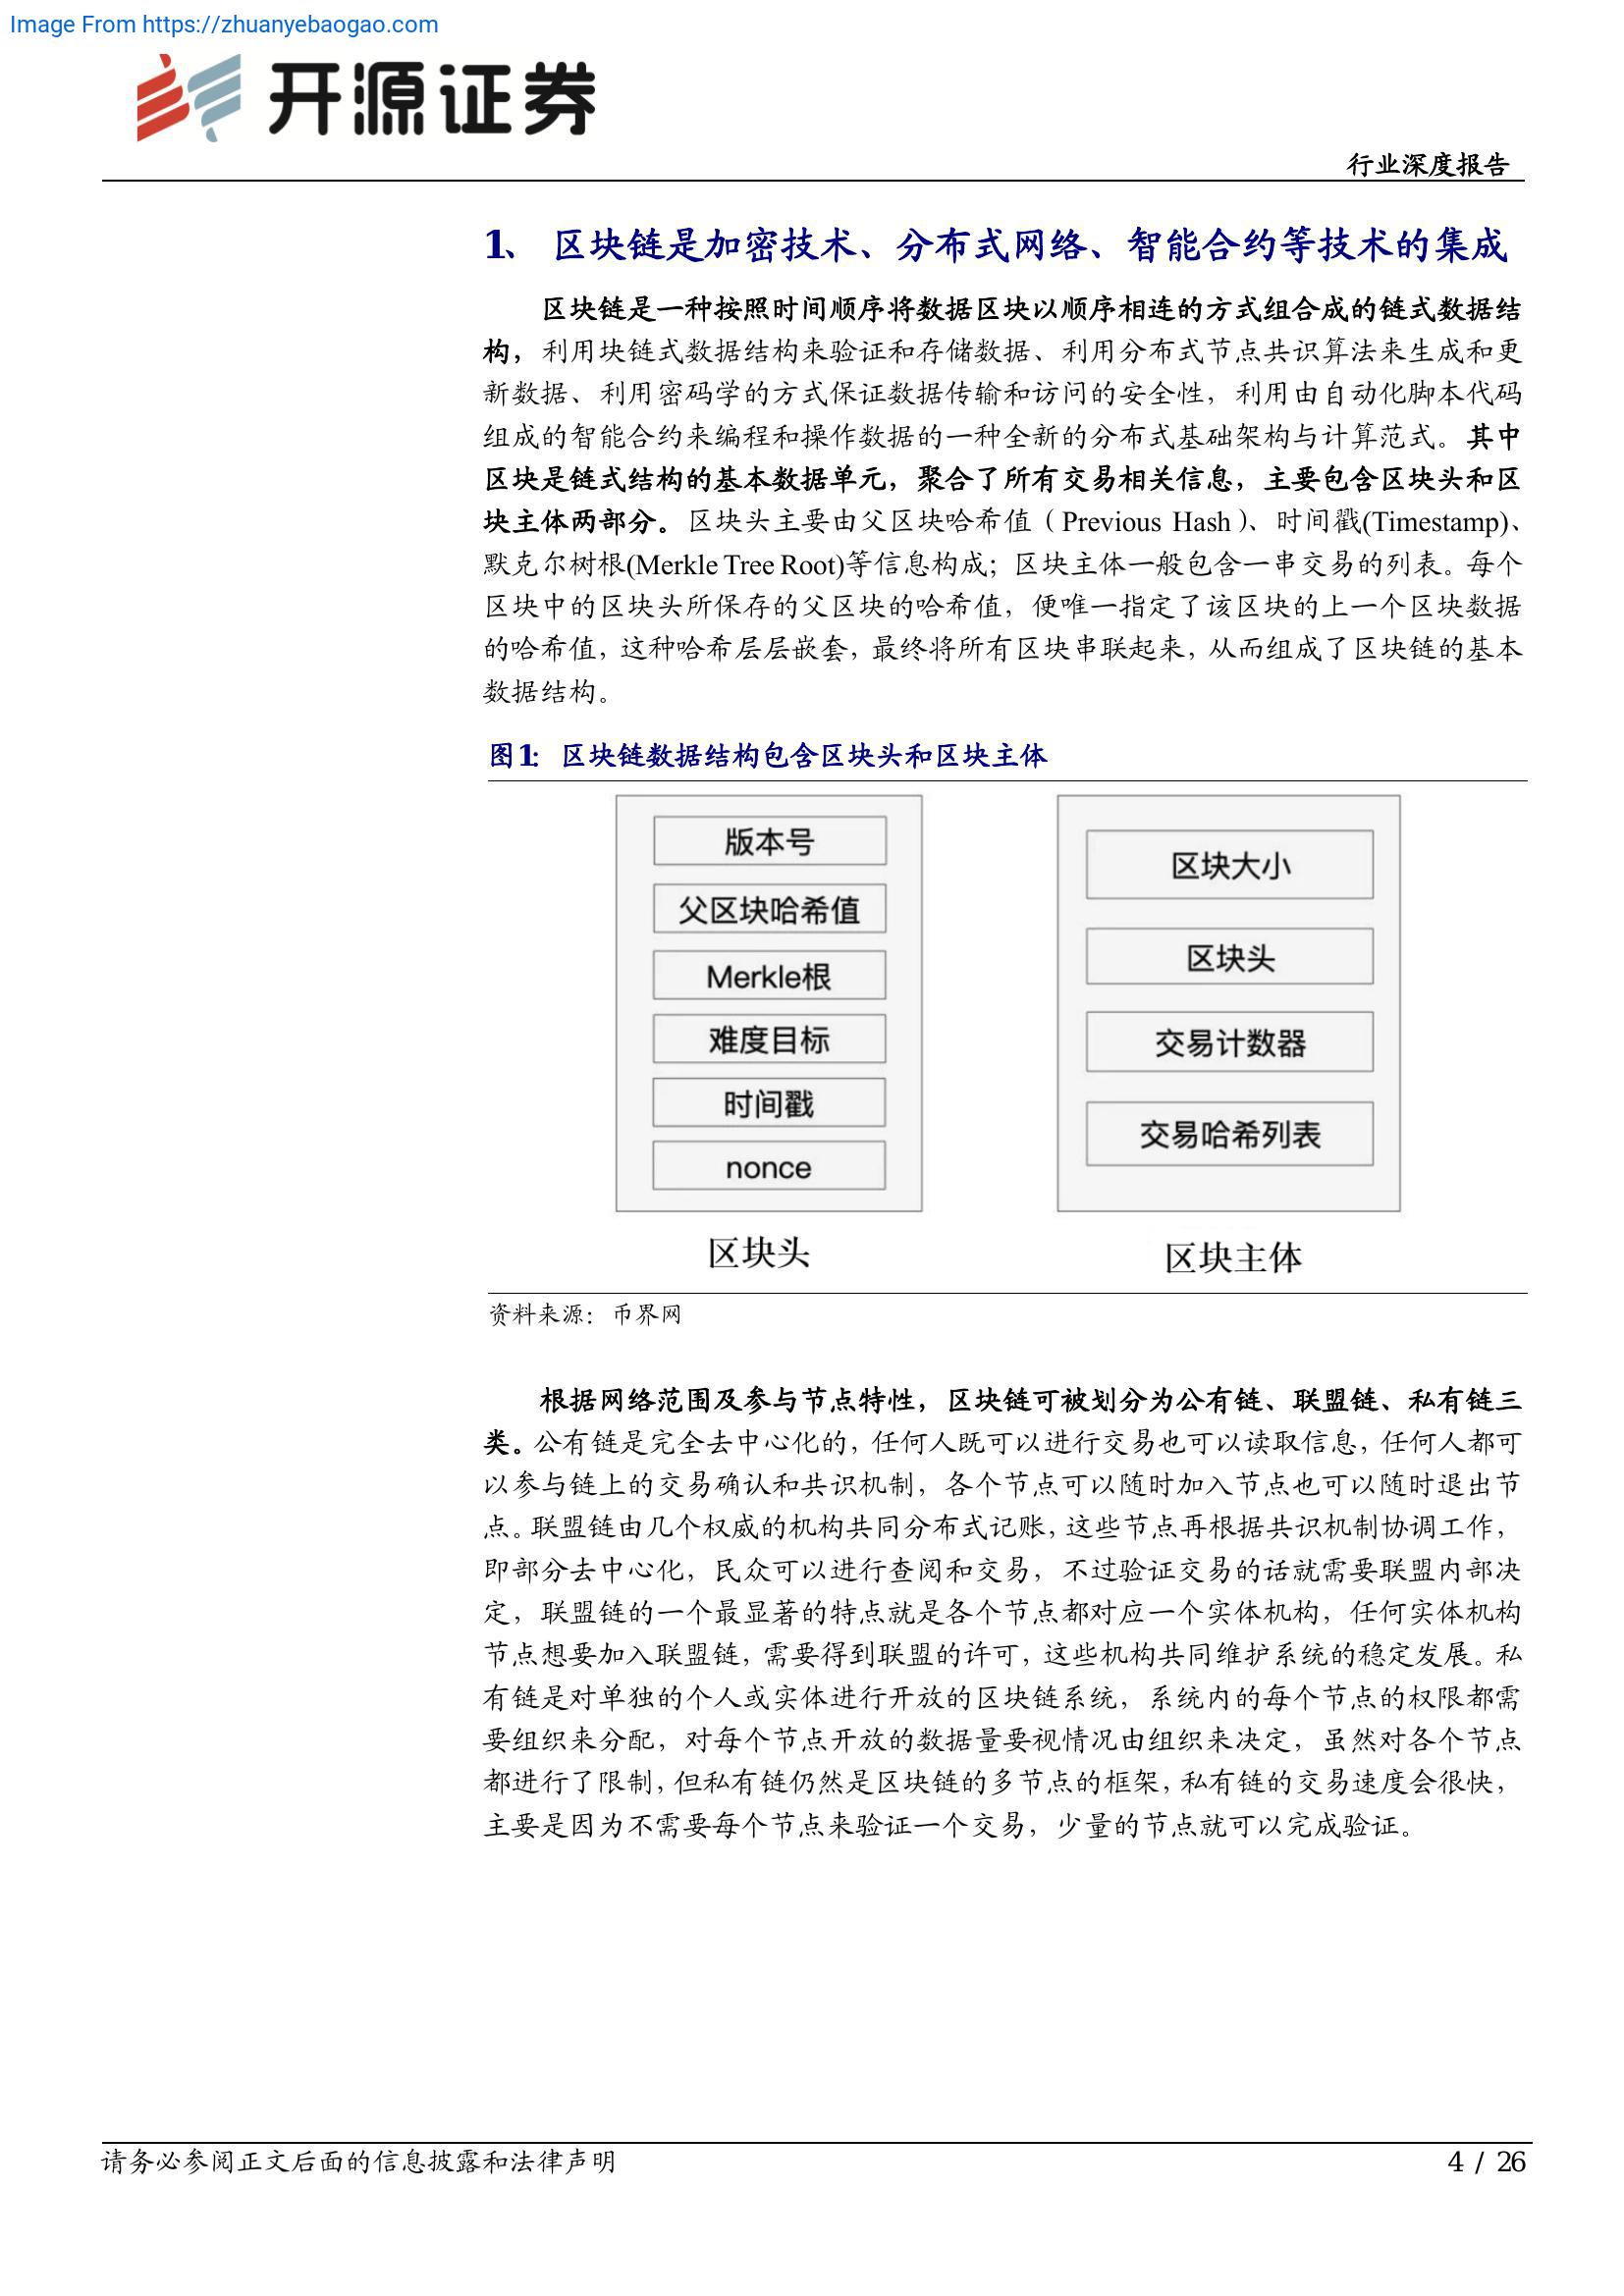 Image From https://zhuanyebaogao.com
开源证券
行业深度报告
1、 区块链是加密技术、分布式网络、智能合约等技术的集成
区块链是一种按照时间顺序将数据区块以顺序相连的方式组合成的链式数据结
构，利用块链式数据结构来验证和存储数据、利用分布式节点共识算法来生成和更
新数据、利用密码学的方式保证数据传输和访问的安全性，利用由自动化脚本代码
组成的智能合约来编程和操作数据的一种全新的分布式基础架构与计算范式。其中
区块是链式结构的基本数据单元，聚合了所有交易相关信息，主要包含区块头和区
块主体两部分。区块头主要由父区块哈希值（Previous Hash）、时间戳(Timestamp)、
默克尔树根(Merkle Tree Root)等信息构成；区块主体一般包含一串交易的列表。每个
区块中的区块头所保存的父区块的哈希值，便唯一指定了该区块的上一个区块数据
的哈希值，这种哈希层层嵌套，最终将所有区块串联起来，从而组成了区块链的基本
数据结构。
图1： 区块链数据结构包含区块头和区块主体
版本号
父区块哈希值
Merkle根
难度目标
时间戳
nonce
区块头
区块大小
区块头
交易计数器
交易哈希列表
区块主体
资料来源：币界网
根据网络范围及参与节点特性，区块链可被划分为公有链、联盟链、私有链三
类。公有链是完全去中心化的，任何人既可以进行交易也可以读取信息，任何人都可
以参与链上的交易确认和共识机制，各个节点可以随时加入节点也可以随时退出节
点。联盟链由几个权威的机构共同分布式记账，这些节点再根据共识机制协调工作，
即部分去中心化，民众可以进行查阅和交易，不过验证交易的话就需要联盟内部决
定，联盟链的一个最显著的特点就是各个节点都对应一个实体机构，任何实体机构
节点想要加入联盟链，需要得到联盟的许可，这些机构共同维护系统的稳定发展。私
有链是对单独的个人或实体进行开放的区块链系统，系统内的每个节点的权限都需
要组织来分配，对每个节点开放的数据量要视情况由组织来决定，虽然对各个节点
都进行了限制，但私有链仍然是区块链的多节点的框架，私有链的交易速度会很快，
主要是因为不需要每个节点来验证一个交易，少量的节点就可以完成验证。
请务必参阅正文后面的信息披露和法律声明
4 / 26